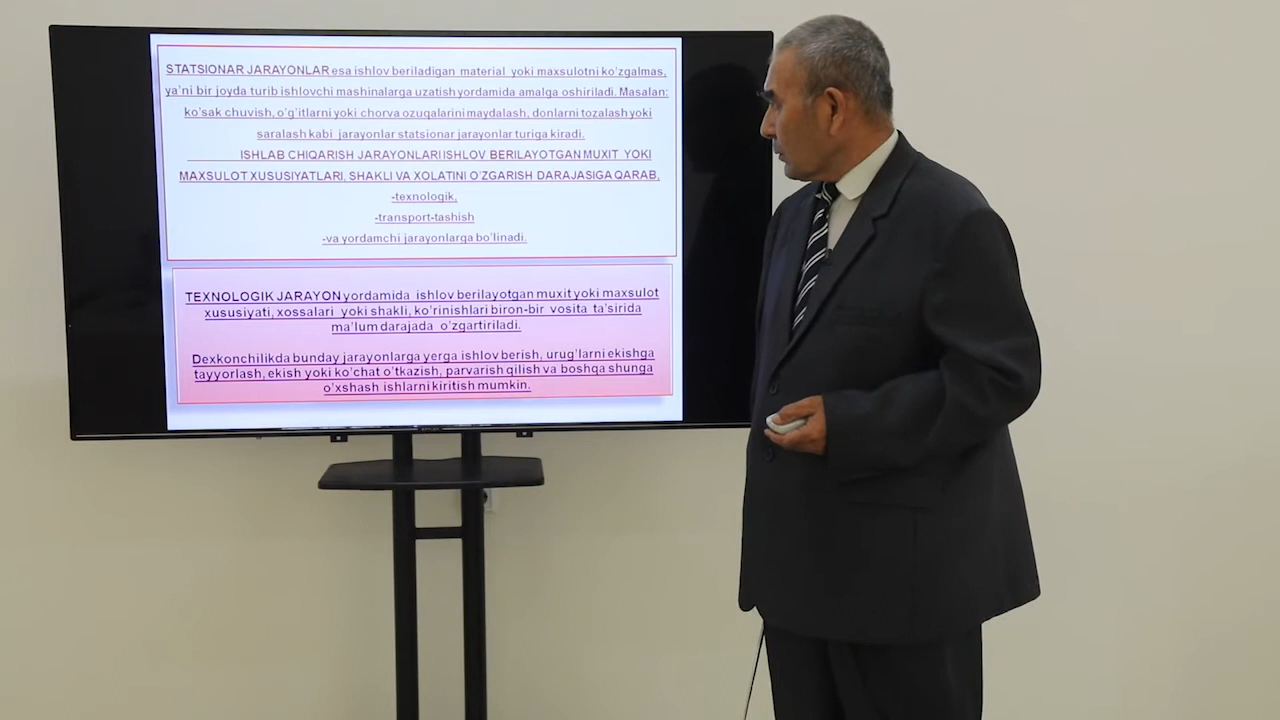 STATSIONAR JARAYONLAR esa ishlov beriladigan material yoki maxsulotni ko'zgalmas,
ya'ni bir joyda turib ishlovchi mashinalarga uzatish yordamida amalga oshiriladi. Masalan:
ko'sak chuvish, o'g'itlarni yoki chorva ozuqalarini maydalash, donlarni tozalash yoki
saralash kabi jarayonlar statsionar jarayonlar turiga kiradi.
ISHLAB CHIQARISH JARAYONLARI ISHLOV BERILAYOTGAN MUXIT YOKI
MAXSULOT XUSUSIYATLARI, SHAKLI VA XOLATINI O'ZGARISH DARAJASIGA QARAB,
-texnologik,
-transport-tashish
-va yordamchi jarayonlarga bo'linadi.
TEXNOLOGIK JARAYON yordamida ishlov berilayotgan muxit yoki maxsulot
xususiyati, xossalari yoki shakli, ko'rinishlari biron-bir vosita ta'sirida
ma'lum darajada o'zgartiriladi.
Dexkonchilikda bunday jarayonlarga yerga ishlov berish, urug'larni ekishga
tayyorlash, ekish yoki ko'chat o'tkazish, parvarish qilish va boshqa shunga
o'xshash ishlarni kiritish mumkin.